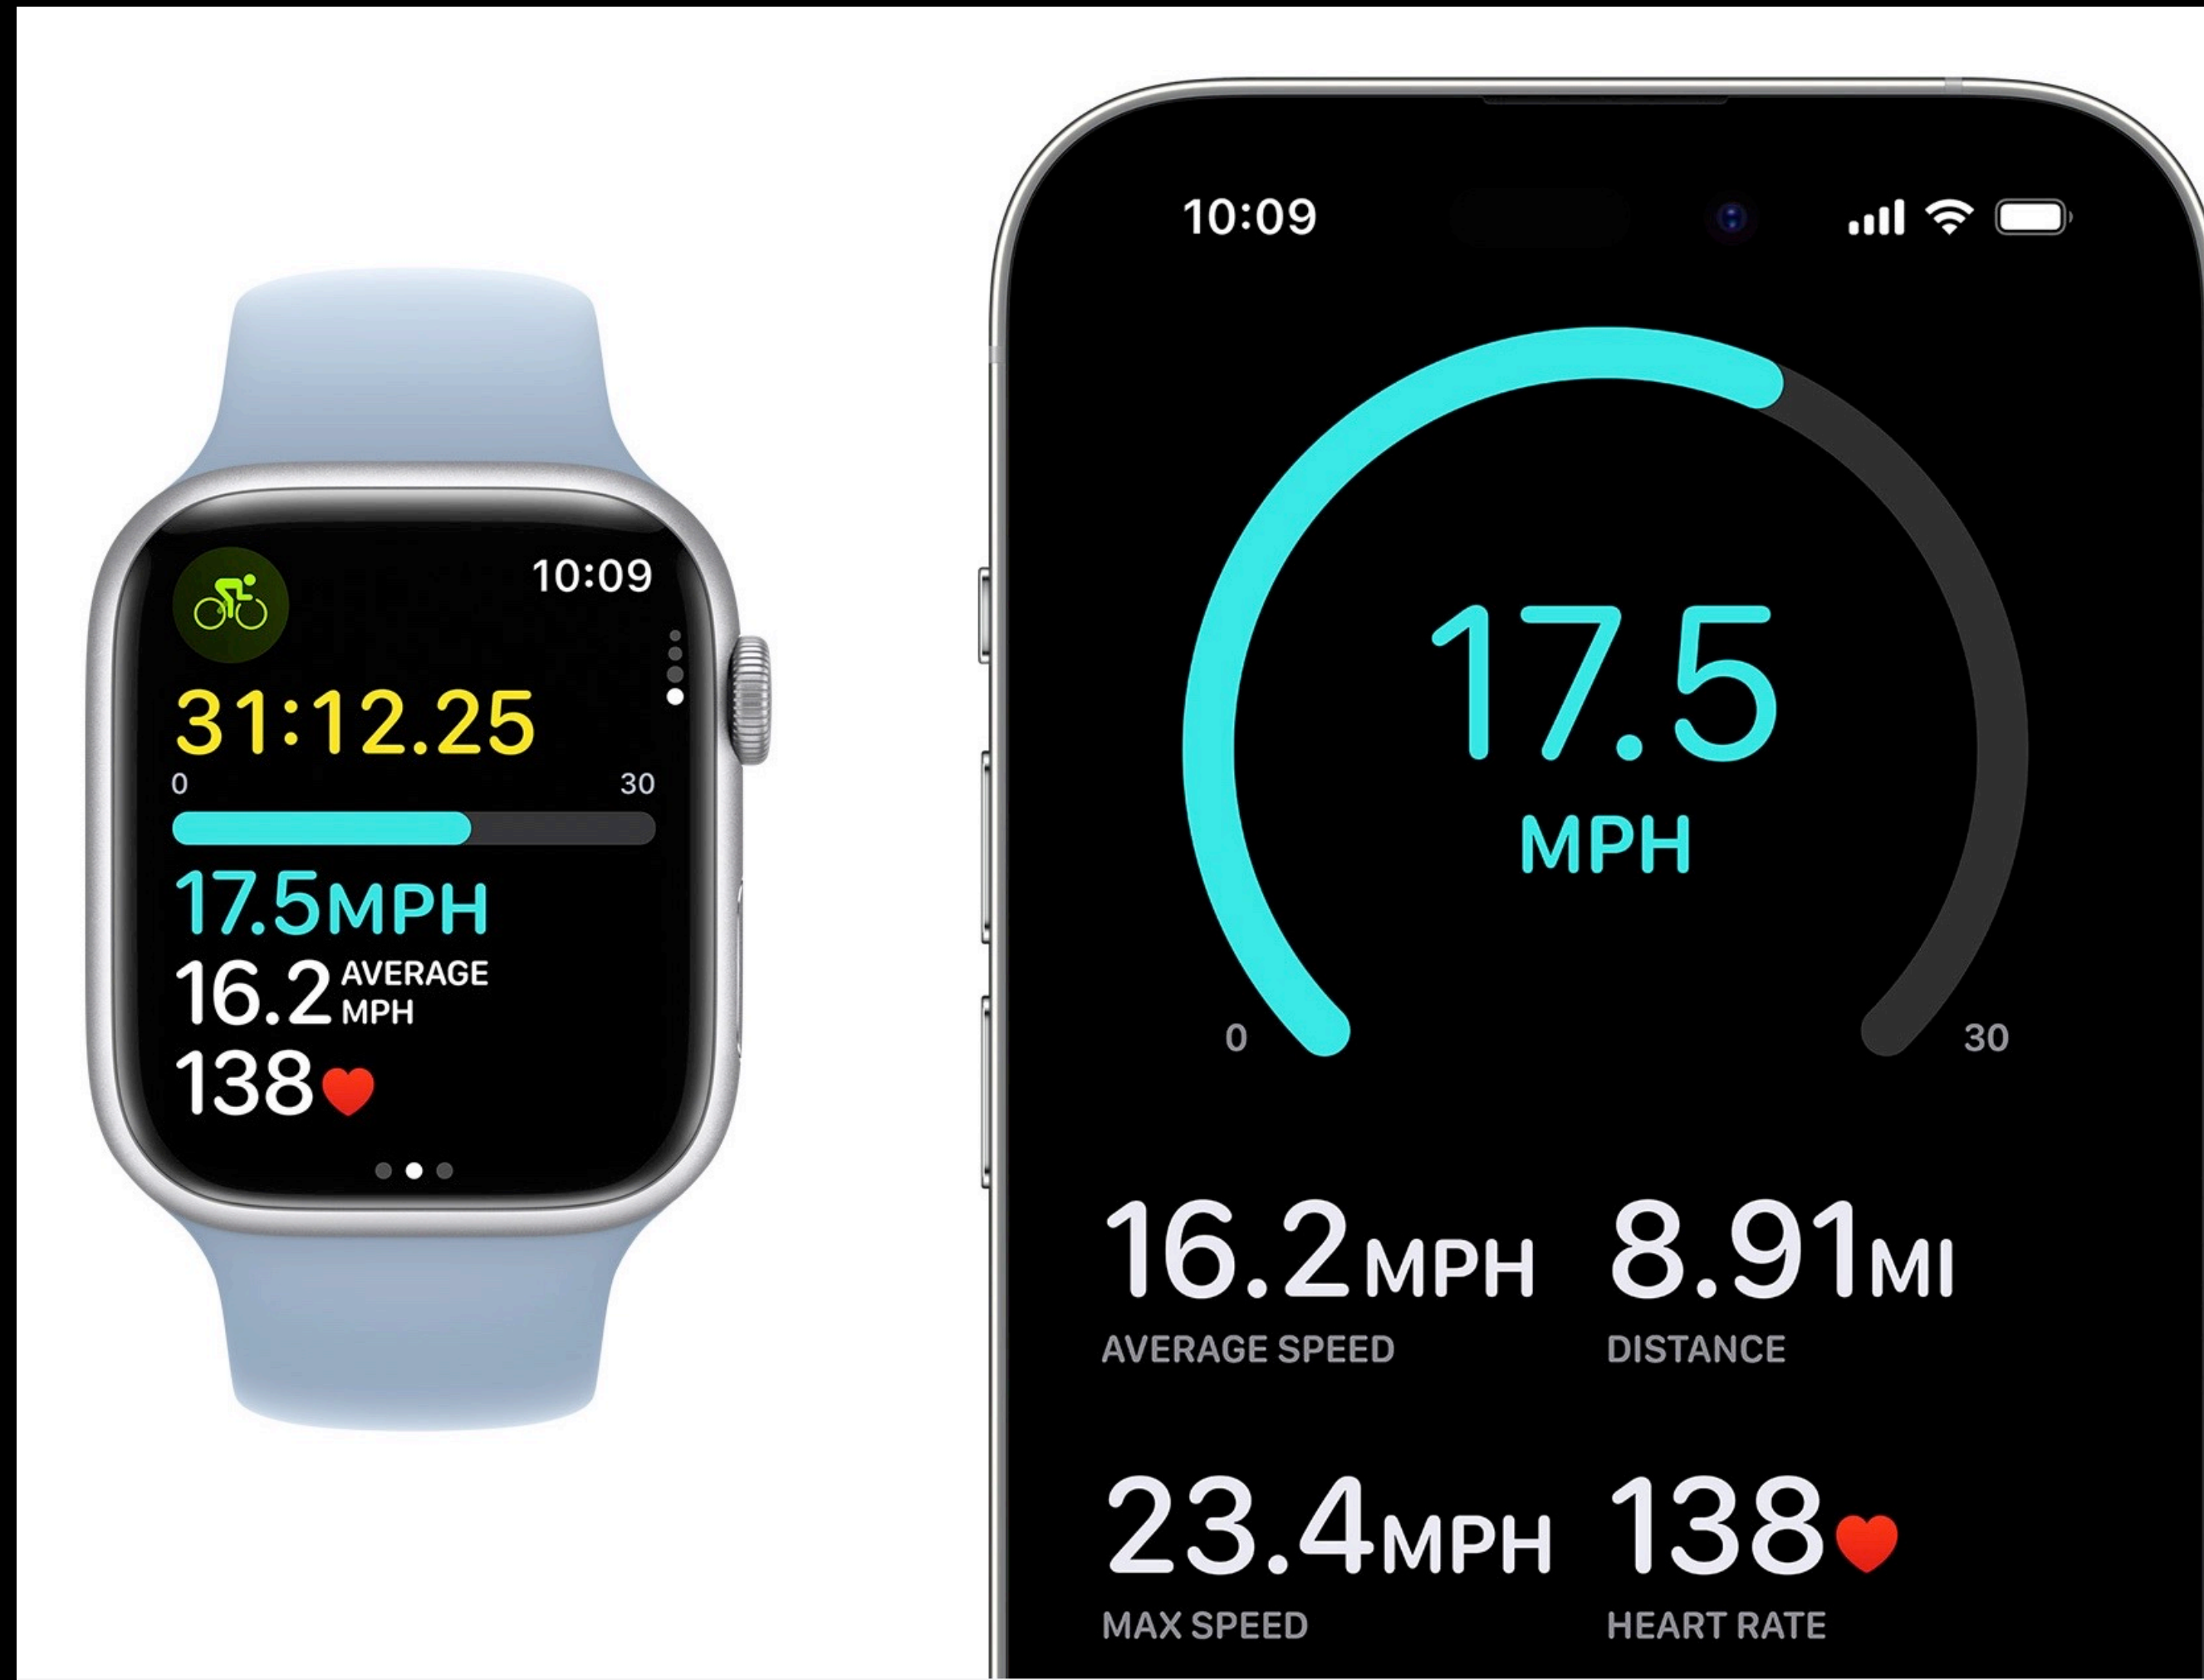 10:09
31:12.25
0 30
17.5MPH
16.2 AVERAGE
MPH
138
10:09
17.5
MPH
0 30
16.2MPH 8.91MI
AVERAGE SPEED DISTANCE
23.4MPH 138
MAX SPEED HEART RATE